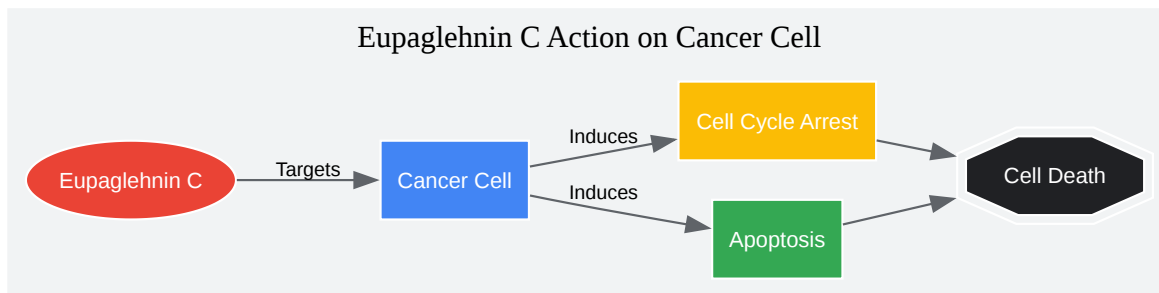 Eupaglehnin C Action on Cancer Cell
Eupaglehnin C
Targets
Cancer Cell
Induces
Induces
Cell Cycle Arrest
Apoptosis
Cell Death